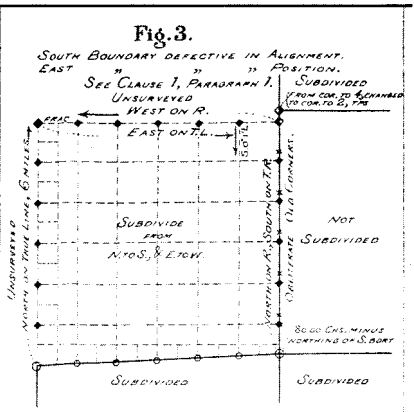 Fig. 3.
SOUTH BOUNDARY DEFECTIVE IN ALIGNMENT.
EAST " " " POSITION.
SEE CLAUSE 1, PARAGRAPH 1.
SUBDIVIDED
UNSURVEYED
FROM COR. TO 4, CHANGED
TO COR. TO 2, TPS
WEST ON R.
FRAC
EAST ON T.L.
UNSURVEYED
NORTH ON TRUE LINE, 6 MILES
SUBDIVIDE
FROM
N. TO S., & E. TO W.
NORTH ON R., SOUTH ON T.R.
OBLITERATE OLD CORNERS.
NOT
SUBDIVIDED
80.00 CHS. MINUS
NORTHING OF S. BDRY
SUBDIVIDED
SUBDIVIDED